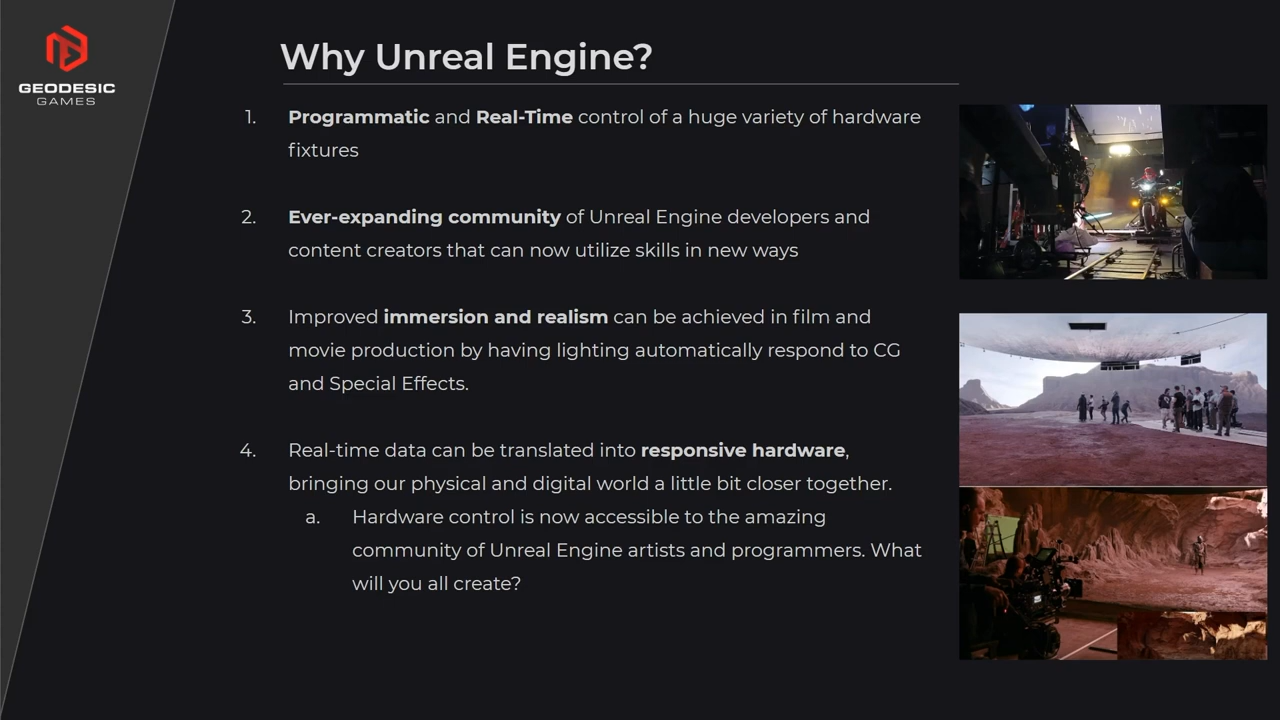 GEODESIC
GAMES
Why Unreal Engine?
1. Programmatic and Real-Time control of a huge variety of hardware
fixtures
2. Ever-expanding community of Unreal Engine developers and
content creators that can now utilize skills in new ways
3. Improved immersion and realism can be achieved in film and
movie production by having lighting automatically respond to CG
and Special Effects.
4. Real-time data can be translated into responsive hardware,
bringing our physical and digital world a little bit closer together.
a. Hardware control is now accessible to the amazing
community of Unreal Engine artists and programmers. What
will you all create?